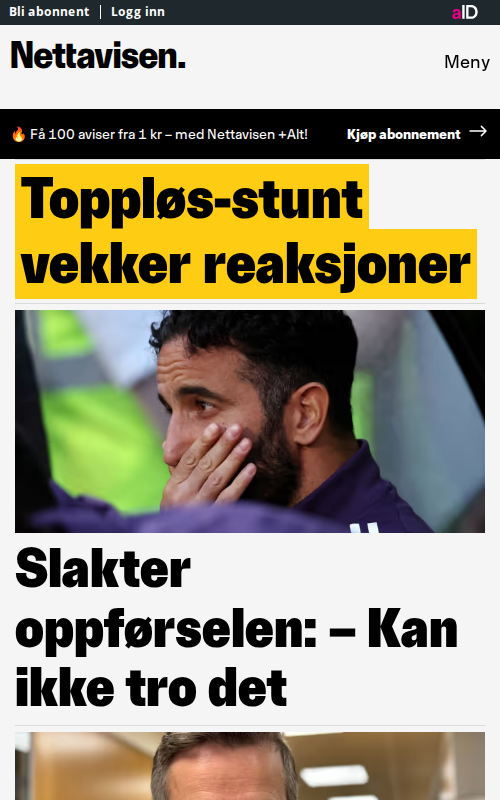 Bli abonnent | Logg inn
aID
Nettavisen.
Meny
🔥 Få 100 aviser fra 1 kr – med Nettavisen +Alt!
Kjøp abonnement →
Toppløs-stunt
vekker reaksjoner
Slakter
oppførselen: – Kan
ikke tro det